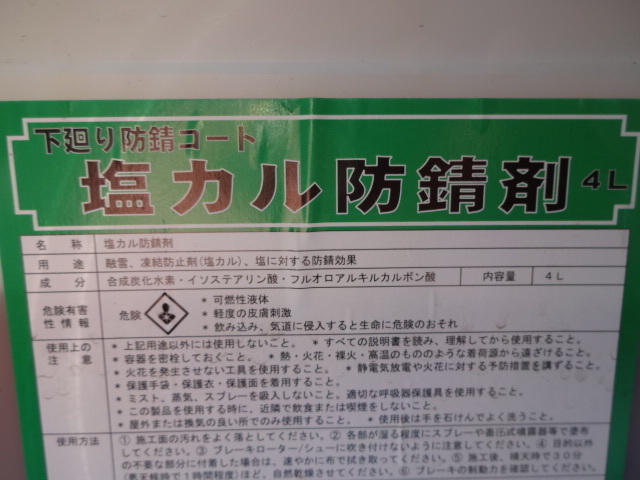 下廻り防錆コート
塩カル防錆剤 4L
名 称 塩カル防錆剤
用 途 融雪、凍結防止剤(塩カル)、塩に対する防錆効果
成 分 合成炭化水素・イソステアリン酸・フルオロアルキルカルボン酸 内容量 4L
危険有害性情報 危険
* 可燃性液体
* 軽度の皮膚刺激
* 飲み込み、気道に侵入すると生命に危険のおそれ
使用上の注意 * 上記用途以外には使用しないこと。 * すべての説明書を読み、理解してから使用すること。
* 容器を密栓しておくこと。 * 熱・火花・裸火・高温のもののような着荷源から遠ざけること。
* 火花を発生させない工具を使用すること。 * 静電気放電や火花に対する予防措置を講ずること。
* 保護手袋・保護衣・保護面を着用すること。
* ミスト、蒸気、スプレーを吸入しないこと。適切な呼吸器保護具を使用すること。
* この製品を使用する時に、近隣で飲食または喫煙をしないこと。
* 屋外または換気の良い所でのみ使用すること。 * 使用後は手を石けんでよく洗うこと。
使用方法 ① 施工面の汚れをよく落としてください。② 各部が湿る程度にスプレーや蓄圧式噴霧器等で塗布
してください。③ ブレーキローター/シューに吹き付けないように注意してください。④ 目的以外
の不要な部分に付着した場合は、速やかに布で拭き取ってください。⑤ 施工後、晴天時で30分
(悪天候時で1時間程度)ほど、自然乾燥させてください。⑥ ブレーキの制動力を確認してください。